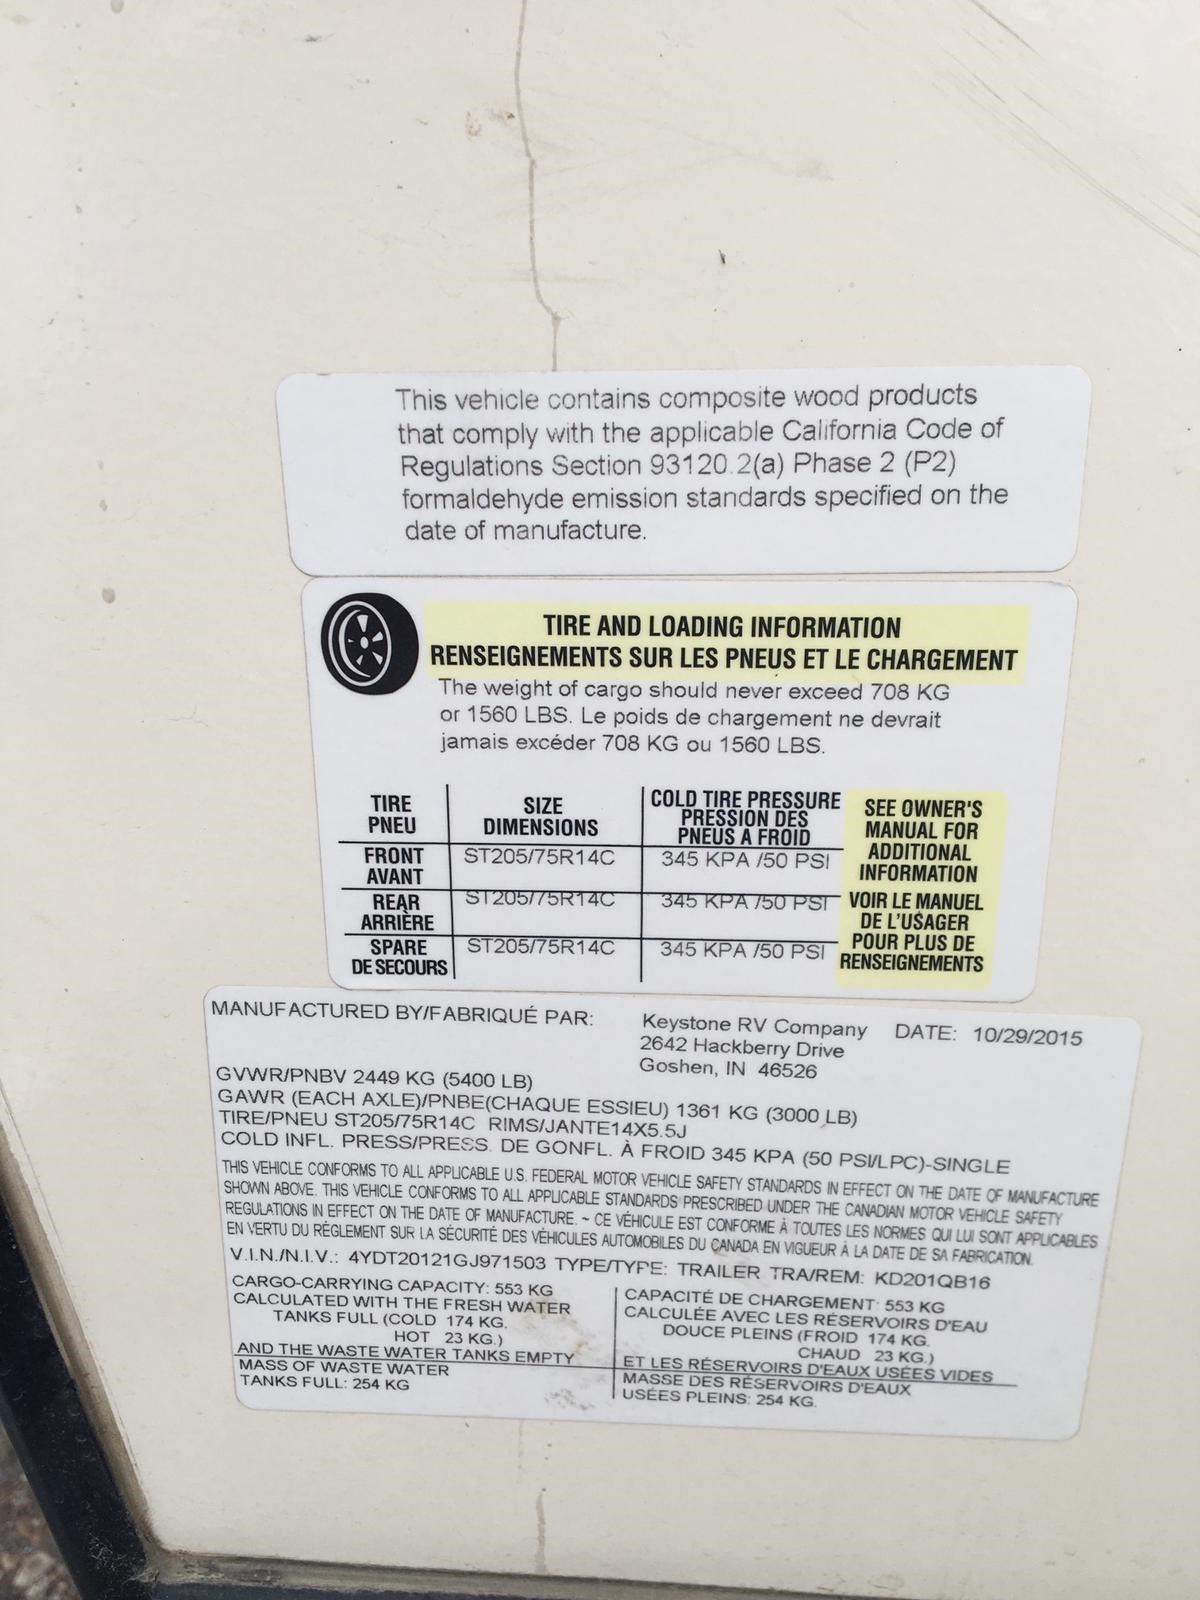 This vehicle contains composite wood products
that comply with the applicable California Code of
Regulations Section 93120.2(a) Phase 2 (P2)
formaldehyde emission standards specified on the
date of manufacture.
TIRE AND LOADING INFORMATION
RENSEIGNEMENTS SUR LES PNEUS ET LE CHARGEMENT
The weight of cargo should never exceed 708 KG
or 1560 LBS. Le poids de chargement ne devrait
jamais excéder 708 KG ou 1560 LBS.
TIRE
PNEU
SIZE
DIMENSIONS
COLD TIRE PRESSURE
PRESSION DES
PNEUS A FROID
FRONT
AVANT
ST205/75R14C
345 KPA /50 PSI
REAR
ARRIÈRE
ST205/75R14C
345 KPA /50 PSI
SPARE
DE SECOURS
ST205/75R14C
345 KPA /50 PSI
SEE OWNER'S
MANUAL FOR
ADDITIONAL
INFORMATION
VOIR LE MANUEL
DE L'USAGER
POUR PLUS DE
RENSEIGNEMENTS
MANUFACTURED BY/FABRIQUÉ PAR:
Keystone RV Company
2642 Hackberry Drive
Goshen, IN 46526
DATE: 10/29/2015
GVWR/PNBV 2449 KG (5400 LB)
GAWR (EACH AXLE)/PNBE(CHAQUE ESSIEU) 1361 KG (3000 LB)
TIRE/PNEU ST205/75R14C RIMS/JANTE14X5.5J
COLD INFL. PRESS/PRESS. DE GONFL. À FROID 345 KPA (50 PSI/LPC)-SINGLE
THIS VEHICLE CONFORMS TO ALL APPLICABLE U.S. FEDERAL MOTOR VEHICLE SAFETY STANDARDS IN EFFECT ON THE DATE OF MANUFACTURE
SHOWN ABOVE. THIS VEHICLE CONFORMS TO ALL APPLICABLE STANDARDS PRESCRIBED UNDER THE CANADIAN MOTOR VEHICLE SAFETY
REGULATIONS IN EFFECT ON THE DATE OF MANUFACTURE. ~ CE VÉHICULE EST CONFORME À TOUTES LES NORMES QUI LUI SONT APPLICABLES
EN VERTU DU RÉGLEMENT SUR LA SÉCURITÉ DES VÉHICULES AUTOMOBILES DU CANADA EN VIGUEUR À LA DATE DE SA FABRICATION.
V.I.N./N.I.V.: 4YDT20121GJ971503 TYPE/TYPE: TRAILER TRA/REM: KD201QB16
CARGO-CARRYING CAPACITY: 553 KG
CALCULATED WITH THE FRESH WATER
TANKS FULL (COLD 174 KG.
HOT 23 KG.)
AND THE WASTE WATER TANKS EMPTY
MASS OF WASTE WATER
TANKS FULL: 254 KG
CAPACITÉ DE CHARGEMENT: 553 KG
CALCULÉE AVEC LES RÉSERVOIRS D'EAU
DOUCE PLEINS (FROID 174 KG.
CHAUD 23 KG.)
ET LES RÉSERVOIRS D'EAUX USÉES VIDES
MASSE DES RÉSERVOIRS D'EAUX
USÉES PLEINS: 254 KG.